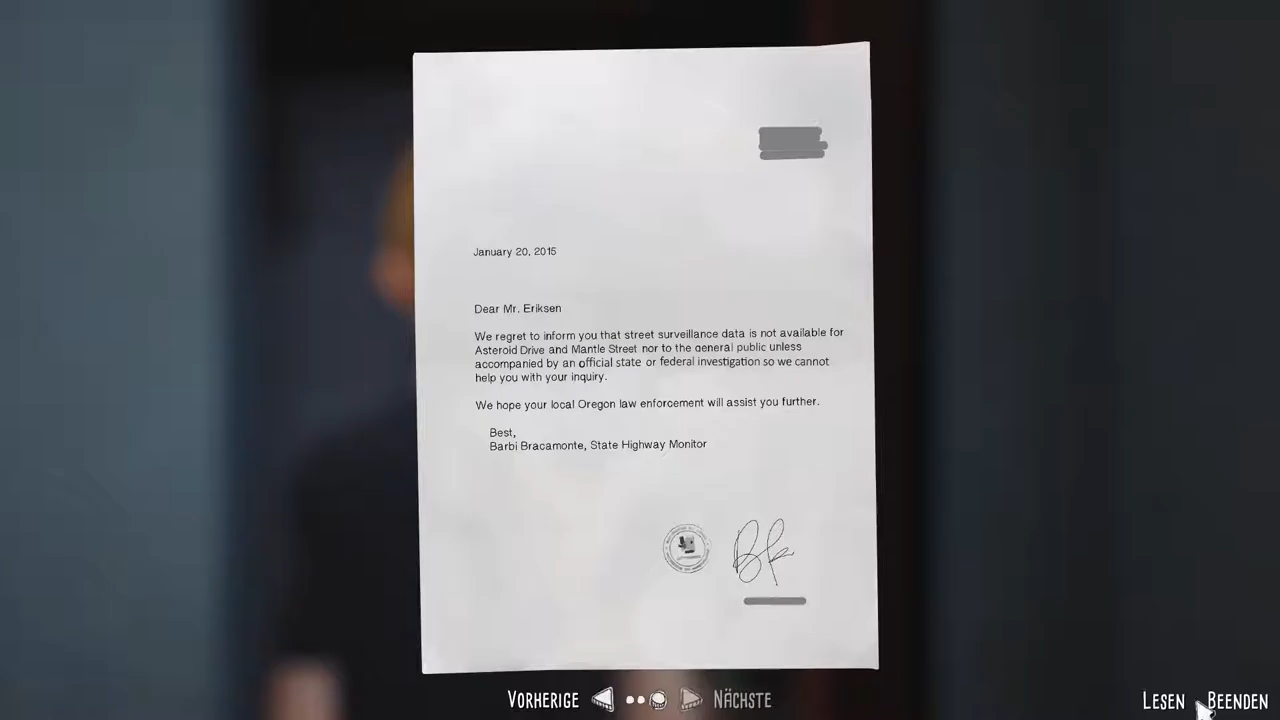 January 20, 2015
Dear Mr. Eriksen
We regret to inform you that street surveillance data is not available for
Asteroid Drive and Mantle Street nor to the general public unless
accompanied by an official state or federal investigation so we cannot
help you with your inquiry.
We hope your local Oregon law enforcement will assist you further.
Best,
Barbi Bracamonte, State Highway Monitor
VORHERIGE NÄCHSTE
LESEN BEENDEN